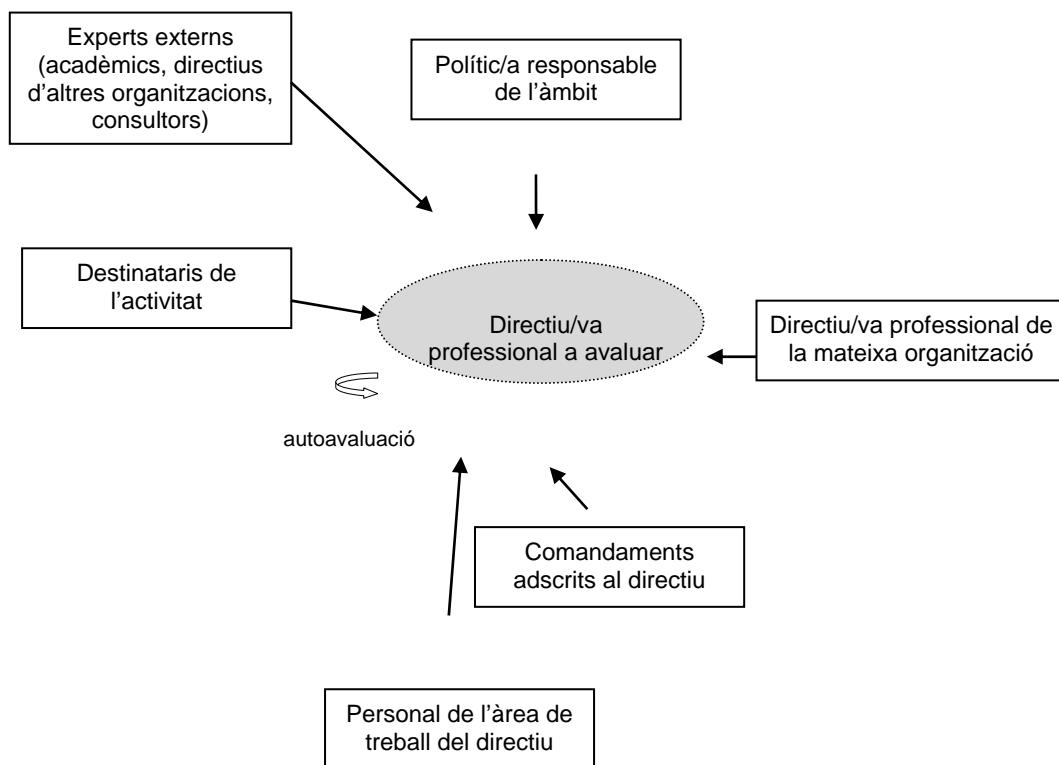 Experts externs
(acadèmics, directius
d’altres organitzacions,
consultors)
Polític/a responsable
de l’àmbit
Destinataris de
l’activitat
Directiu/va
professional a avaluar
Directiu/va professional de
la mateixa organització
autoavaluació
Comandaments
adscrits al directiu
Personal de l’àrea de
treball del directiu